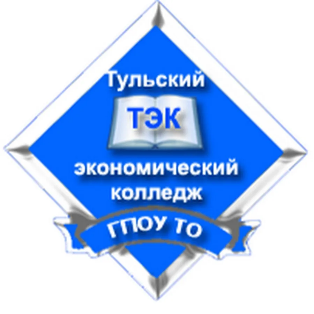 Тульский
ТЭК
экономический
колледж
ГПОУ ТО